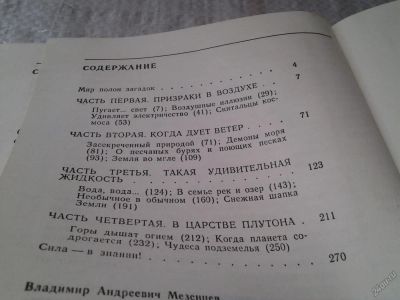 СОДЕРЖАНИЕ
Мир полон загадок 4
ЧАСТЬ ПЕРВАЯ. ПРИЗРАКИ В ВОЗДУХЕ 7
Пугает... свет (7); Воздушные иллюзии (29);
Удивляет электричество (41); Скитальцы кос-
моса (53)
ЧАСТЬ ВТОРАЯ. КОГДА ДУЕТ ВЕТЕР 71
Засекреченный природой (71); Демоны моря
(81); О песчаных бурях и поющих песках
(93); Земля во мгле (109)
ЧАСТЬ ТРЕТЬЯ. ТАКАЯ УДИВИТЕЛЬНАЯ
ЖИДКОСТЬ 123
Вода, вода... (124); В семье рек и озер (143);
Необычное в обычном (160); Снежная шапка
Земли (191)
ЧАСТЬ ЧЕТВЕРТАЯ. В ЦАРСТВЕ ПЛУТОНА 211
Горы дышат огнем (212); Когда планета со-
дрогается (232); Чудеса подземелья (250)
Сила — в знании! 270
Владимир Андреевич Мезенцев